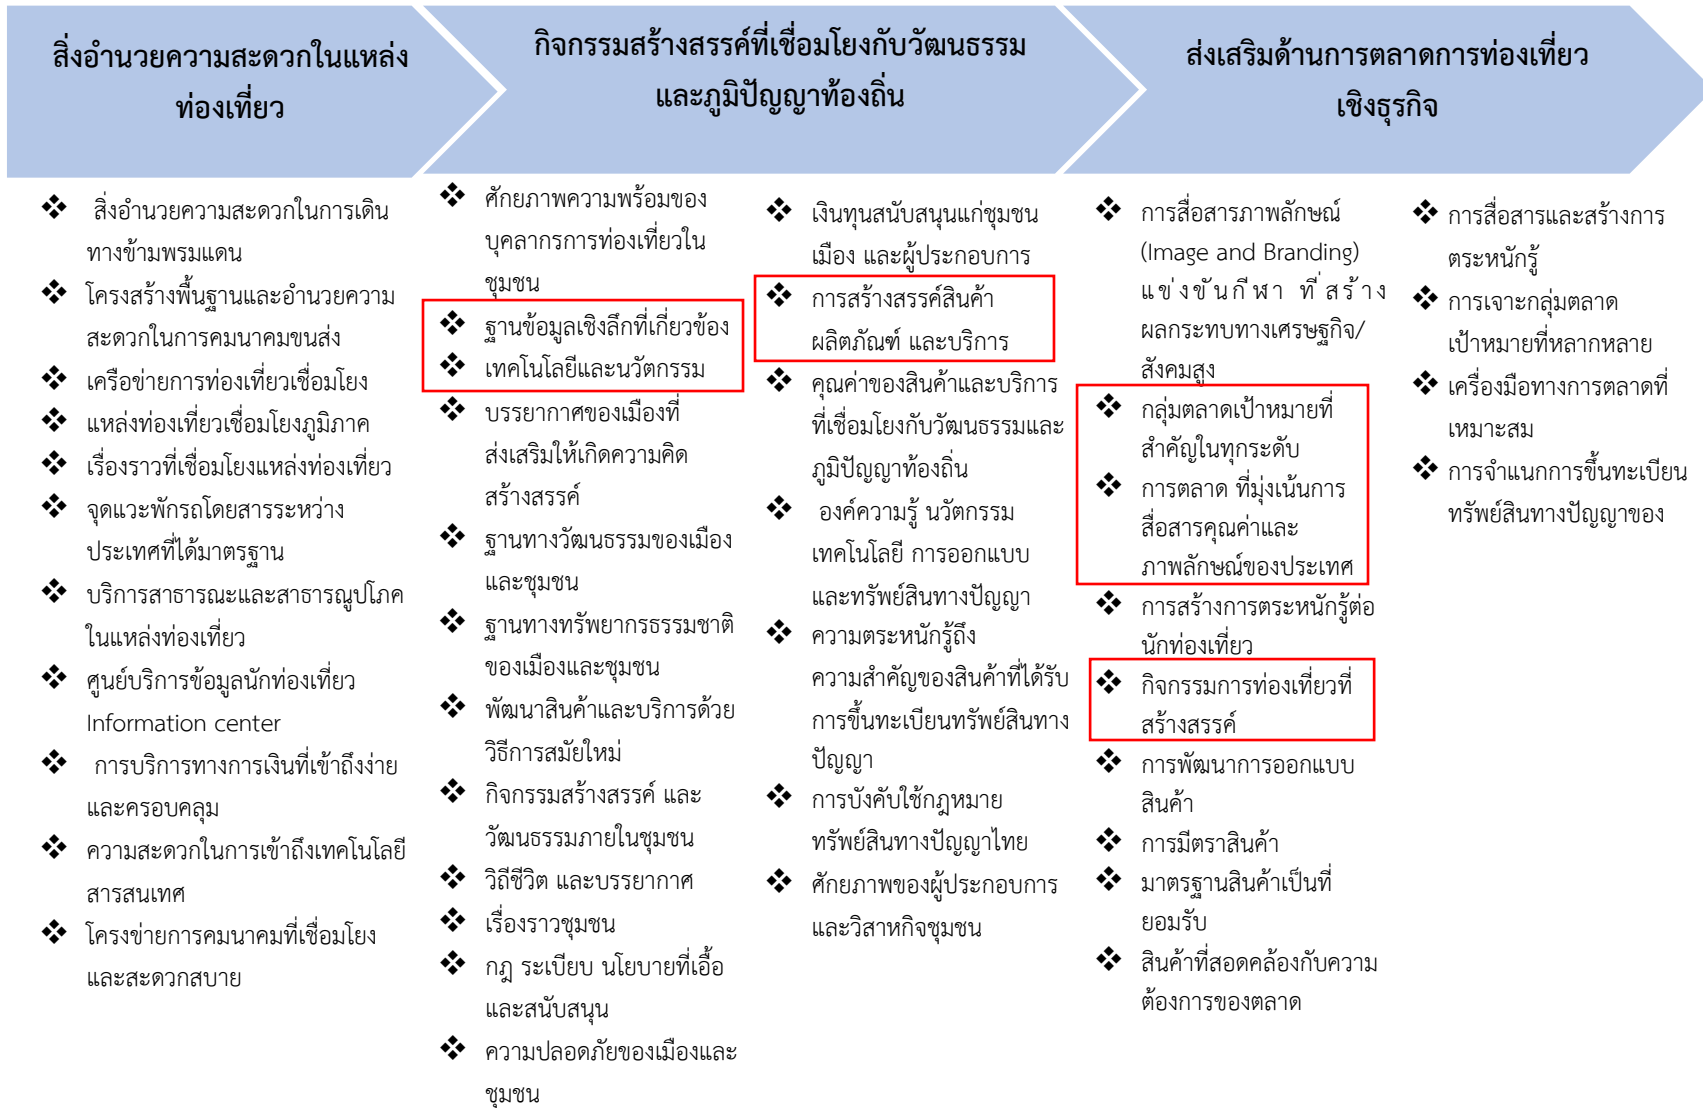 สิ่งอำนวยความสะดวกในแหล่ง
ท่องเที่ยว
กิจกรรมสร้างสรรค์ที่เชื่อมโยงกับวัฒนธรรม
และภูมิปัญญาท้องถิ่น
ส่งเสริมด้านการตลาดการท่องเที่ยว
เชิงธุรกิจ
❖ สิ่งอำนวยความสะดวกในการเดิน
ทางข้ามพรมแดน
❖ โครงสร้างพื้นฐานและอำนวยความ
สะดวกในการคมนาคมขนส่ง
❖ เครือข่ายการท่องเที่ยวเชื่อมโยง
❖ แหล่งท่องเที่ยวเชื่อมโยงภูมิภาค
❖ เรื่องราวที่เชื่อมโยงแหล่งท่องเที่ยว
❖ จุดแวะพักรถโดยสารระหว่าง
ประเทศที่ได้มาตรฐาน
❖ บริการสาธารณะและสาธารณูปโภค
ในแหล่งท่องเที่ยว
❖ ศูนย์บริการข้อมูลนักท่องเที่ยว
Information center
❖ การบริการทางการเงินที่เข้าถึงง่าย
และครอบคลุม
❖ ความสะดวกในการเข้าถึงเทคโนโลยี
สารสนเทศ
❖ โครงข่ายการคมนาคมที่เชื่อมโยง
และสะดวกสบาย
❖ ศักยภาพความพร้อมของ
บุคลากรการท่องเที่ยวใน
ชุมชน
❖ ฐานข้อมูลเชิงลึกที่เกี่ยวข้อง
❖ เทคโนโลยีและนวัตกรรม
❖ บรรยากาศของเมืองที่
ส่งเสริมให้เกิดความคิด
สร้างสรรค์
❖ ฐานทางวัฒนธรรมของเมือง
และชุมชน
❖ ฐานทางทรัพยากรธรรมชาติ
ของเมืองและชุมชน
❖ พัฒนาสินค้าและบริการด้วย
วิธีการสมัยใหม่
❖ กิจกรรมสร้างสรรค์ และ
วัฒนธรรมภายในชุมชน
❖ วิถีชีวิต และบรรยากาศ
❖ เรื่องราวชุมชน
❖ กฎ ระเบียบ นโยบายที่เอื้อ
และสนับสนุน
❖ ความปลอดภัยของเมืองและ
ชุมชน
❖ เงินทุนสนับสนุนแก่ชุมชน
เมือง และผู้ประกอบการ
❖ การสร้างสรรค์สินค้า
ผลิตภัณฑ์ และบริการ
❖ คุณค่าของสินค้าและบริการ
ที่เชื่อมโยงกับวัฒนธรรมและ
ภูมิปัญญาท้องถิ่น
❖ องค์ความรู้ นวัตกรรม
เทคโนโลยี การออกแบบ
และทรัพย์สินทางปัญญา
❖ ความตระหนักรู้ถึง
ความสำคัญของสินค้าที่ได้รับ
การขึ้นทะเบียนทรัพย์สินทาง
ปัญญา
❖ การบังคับใช้กฎหมาย
ทรัพย์สินทางปัญญาไทย
❖ ศักยภาพของผู้ประกอบการ
และวิสาหกิจชุมชน
❖ การสื่อสารภาพลักษณ์
(Image and Branding)
แข่งขันกีฬา ที่สร้าง
ผลกระทบทางเศรษฐกิจ/
สังคมสูง
❖ กลุ่มตลาดเป้าหมายที่
สำคัญในทุกระดับ
❖ การตลาด ที่มุ่งเน้นการ
สื่อสารคุณค่าและ
ภาพลักษณ์ของประเทศ
❖ การสร้างการตระหนักรู้ต่อ
นักท่องเที่ยว
❖ กิจกรรมการท่องเที่ยวที่
สร้างสรรค์
❖ การพัฒนาการออกแบบ
สินค้า
❖ การมีตราสินค้า
❖ มาตรฐานสินค้าเป็นที่
ยอมรับ
❖ สินค้าที่สอดคล้องกับความ
ต้องการของตลาด
❖ การสื่อสารและสร้างการ
ตระหนักรู้
❖ การเจาะกลุ่มตลาด
เป้าหมายที่หลากหลาย
❖ เครื่องมือทางการตลาดที่
เหมาะสม
❖ การจำแนกการขึ้นทะเบียน
ทรัพย์สินทางปัญญาของ